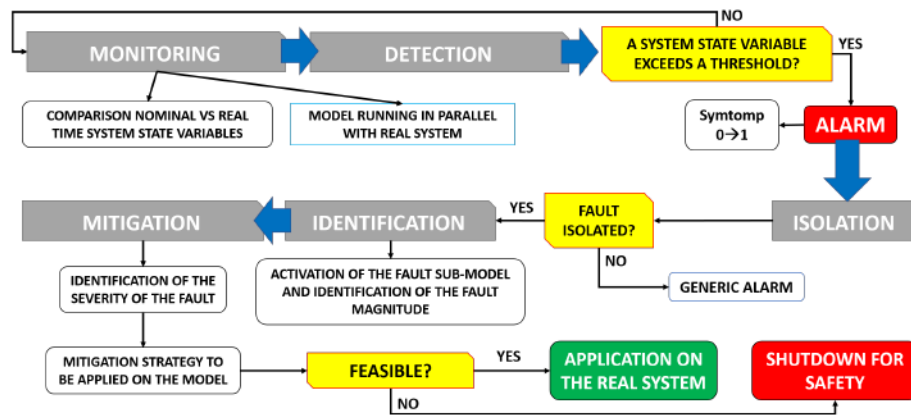 NO
MONITORING
DETECTION
A SYSTEM STATE VARIABLE
EXCEEDS A THRESHOLD?
YES
COMPARISON NOMINAL VS REAL
TIME SYSTEM STATE VARIABLES
MODEL RUNNING IN PARALLEL
WITH REAL SYSTEM
Symtomp
0→1
ALARM
MITIGATION
IDENTIFICATION
YES
FAULT
ISOLATED?
ISOLATION
IDENTIFICATION OF THE
SEVERITY OF THE FAULT
ACTIVATION OF THE FAULT SUB-MODEL
AND IDENTIFICATION OF THE FAULT
MAGNITUDE
NO
GENERIC ALARM
MITIGATION STRATEGY TO
BE APPLIED ON THE MODEL
FEASIBLE?
YES
APPLICATION ON
THE REAL SYSTEM
SHUTDOWN FOR
SAFETY
NO